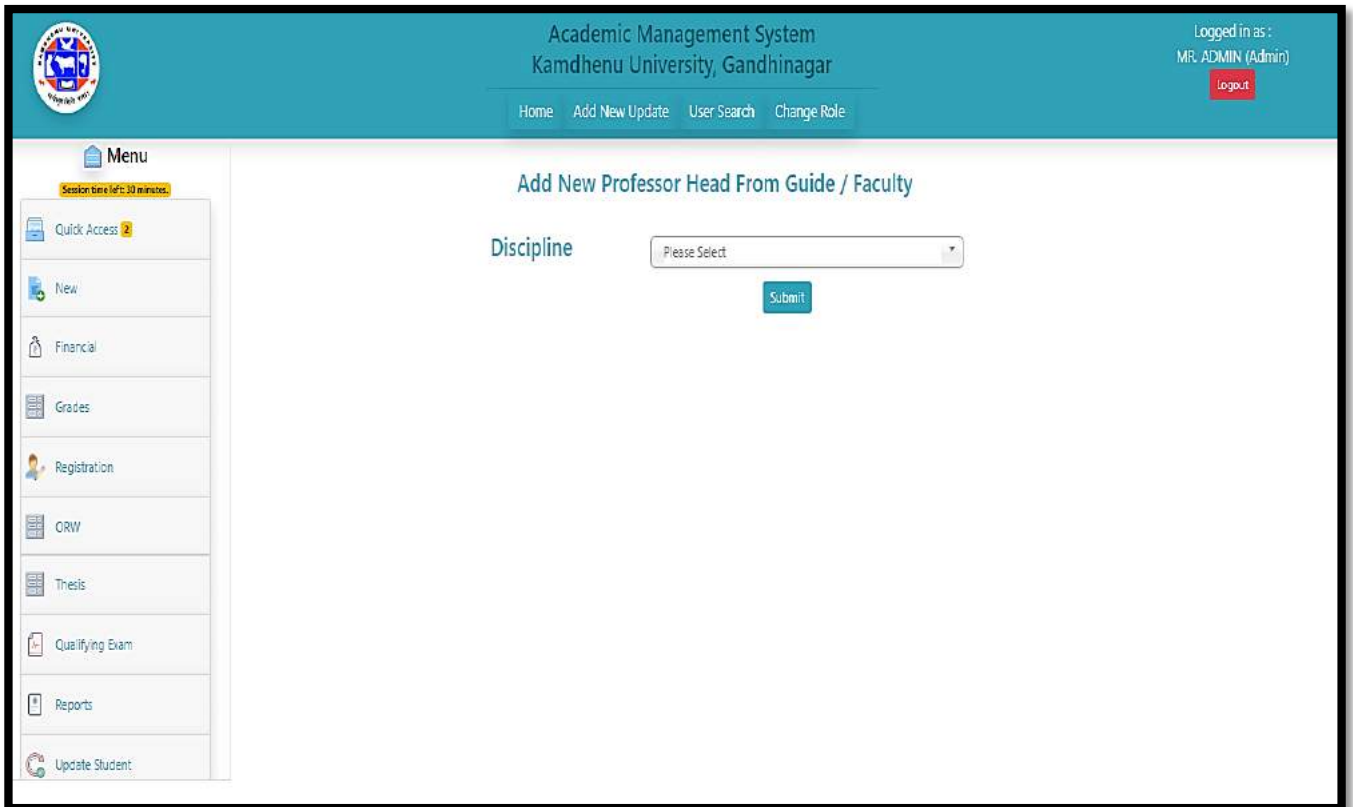 Academic Management System
Kamdhenu University, Gandhinagar
Logged in as :
MR. ADMIN (Admin)
Logout
Home Add New Update User Search Change Role
Menu
Session time left: 30 minutes.
Quick Access 2
New
Financial
Grades
Registration
ORW
Thesis
Qualifying Exam
Reports
Update Student
Add New Professor Head From Guide / Faculty
Discipline Please Select
Submit